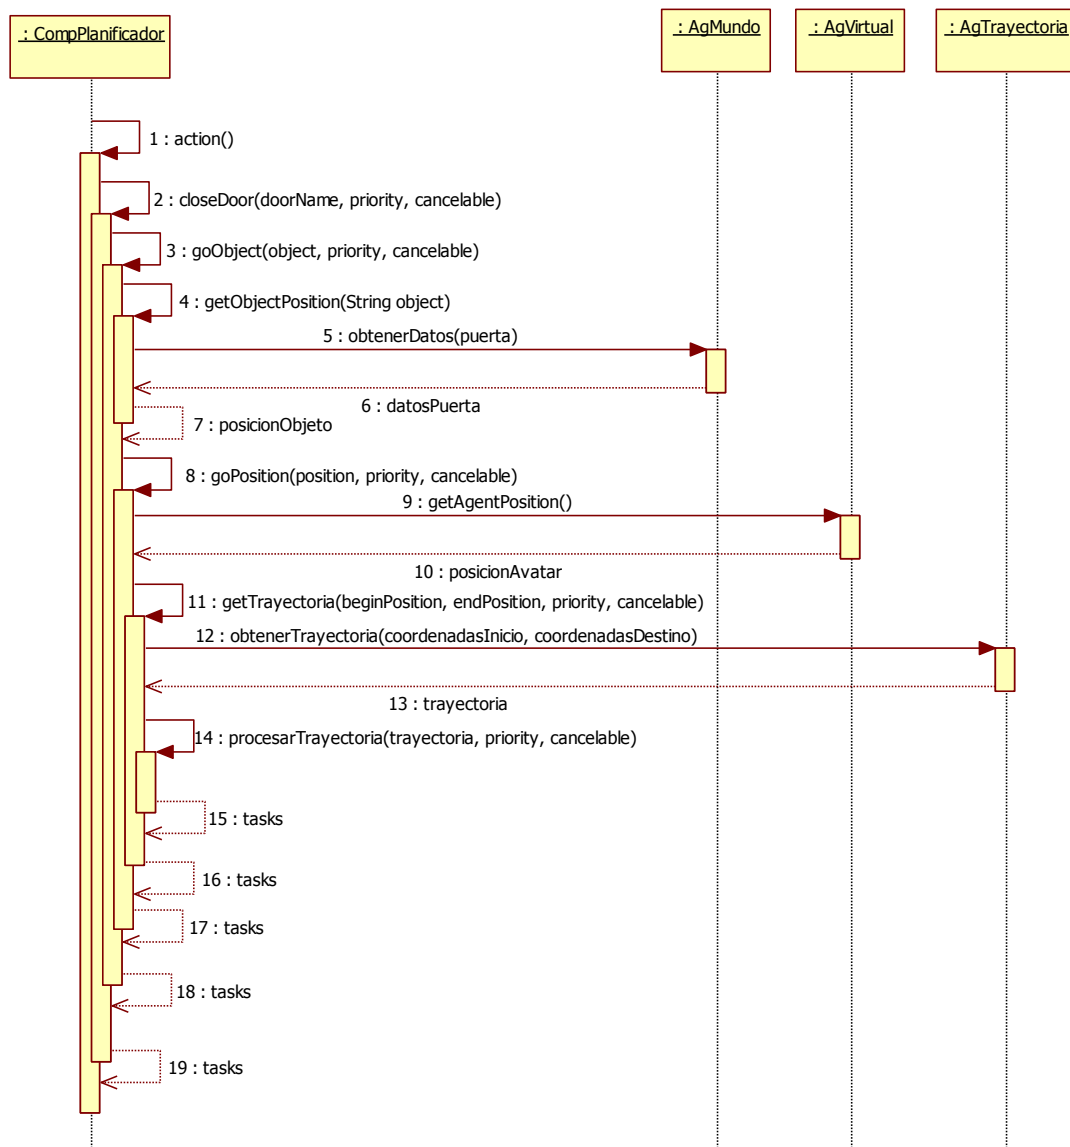 : CompPlanificador
: AgMundo
: AgVirtual
: AgTrayectoria
1 : action()
2 : closeDoor(doorName, priority, cancelable)
3 : goObject(object, priority, cancelable)
4 : getObjectPosition(String object)
5 : obtenerDatos(puerta)
6 : datosPuerta
7 : posicionObjeto
8 : goPosition(position, priority, cancelable)
9 : getAgentPosition()
10 : posicionAvatar
11 : getTrayectoria(beginPosition, endPosition, priority, cancelable)
12 : obtenerTrayectoria(coordenadasInicio, coordenadasDestino)
13 : trayectoria
14 : procesarTrayectoria(trayectoria, priority, cancelable)
15 : tasks
16 : tasks
17 : tasks
18 : tasks
19 : tasks